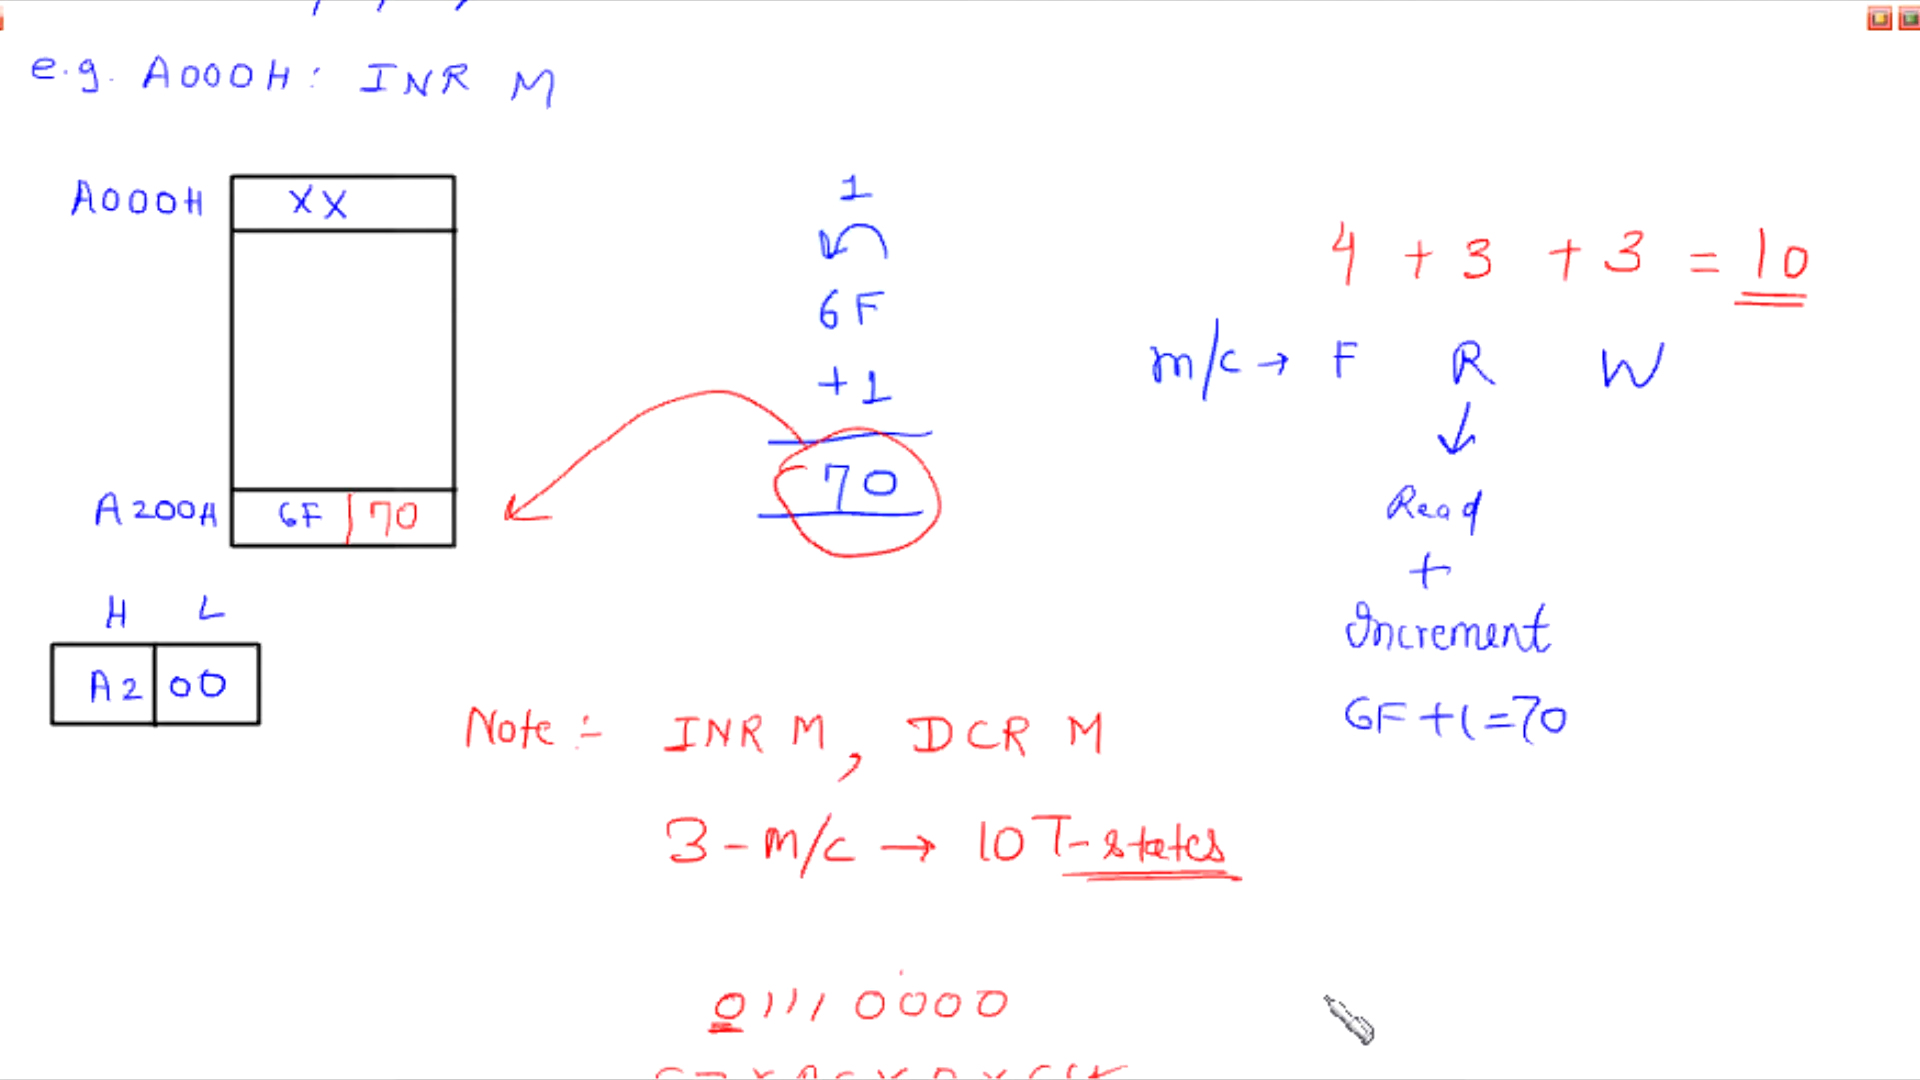 e.g. A000H: INR M
A000H XX
1
6F
+1
70
A200H 6F | 70
H L
A2 00
4 + 3 + 3 = 10
m/c → F R W
Read
+
Increment
6F + 1 = 70
Note :- INR M, DCR M
3 - m/c → 10 T-states
0111 0000